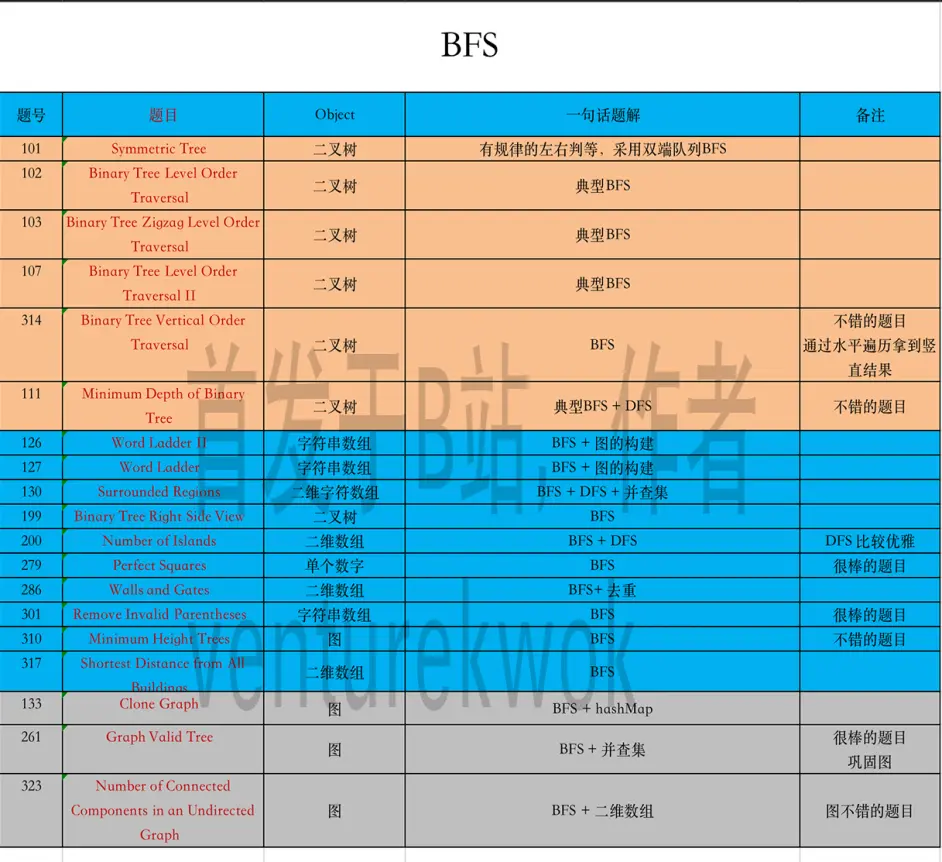 BFS
题号 题目 Object 一句话题解 备注
101 Symmetric Tree 二叉树 有规律的左右判等，采用双端队列BFS
102 Binary Tree Level Order
Traversal 二叉树 典型BFS
103 Binary Tree Zigzag Level Order
Traversal 二叉树 典型BFS
107 Binary Tree Level Order
Traversal II 二叉树 典型BFS
314 Binary Tree Vertical Order
Traversal 二叉树 BFS 不错的题目
通过水平遍历拿到竖
直结果
111 Minimum Depth of Binary
Tree 二叉树 典型BFS + DFS 不错的题目
126 Word Ladder II 字符串数组 BFS + 图的构建
127 Word Ladder 字符串数组 BFS + 图的构建
130 Surrounded Regions 二维字符数组 BFS + DFS + 并查集
199 Binary Tree Right Side View 二叉树 BFS
200 Number of Islands 二维数组 BFS + DFS DFS 比较优雅
279 Perfect Squares 单个数字 BFS 很棒的题目
286 Walls and Gates 二维数组 BFS+ 去重
301 Remove Invalid Parentheses 字符串数组 BFS 很棒的题目
310 Minimum Height Trees 图 BFS 不错的题目
317 Shortest Distance from All
Buildings 二维数组 BFS
133 Clone Graph 图 BFS + hashMap
261 Graph Valid Tree 图 BFS + 并查集 很棒的题目
巩固图
323 Number of Connected
Components in an Undirected
Graph 图 BFS + 二维数组 图不错的题目
首发于B站，作者
venturekwok